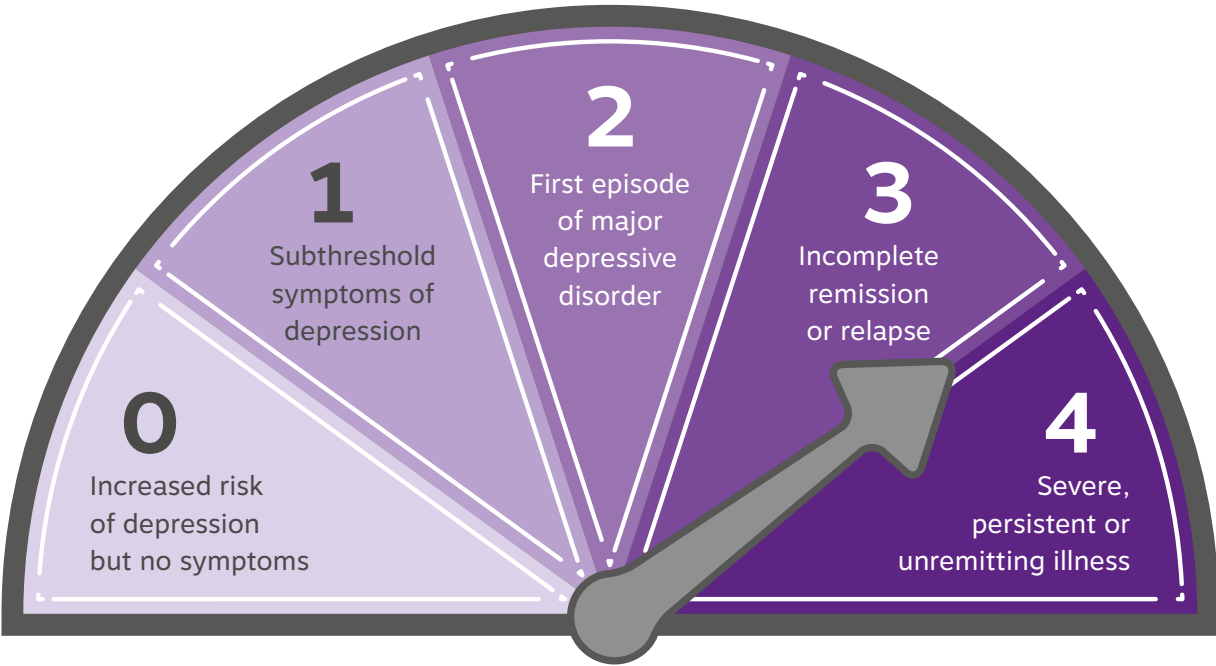 0
Increased risk
of depression
but no symptoms
1
Subthreshold
symptoms of
depression
2
First episode
of major
depressive
disorder
3
Incomplete
remission
or relapse
4
Severe,
persistent or
unremitting illness